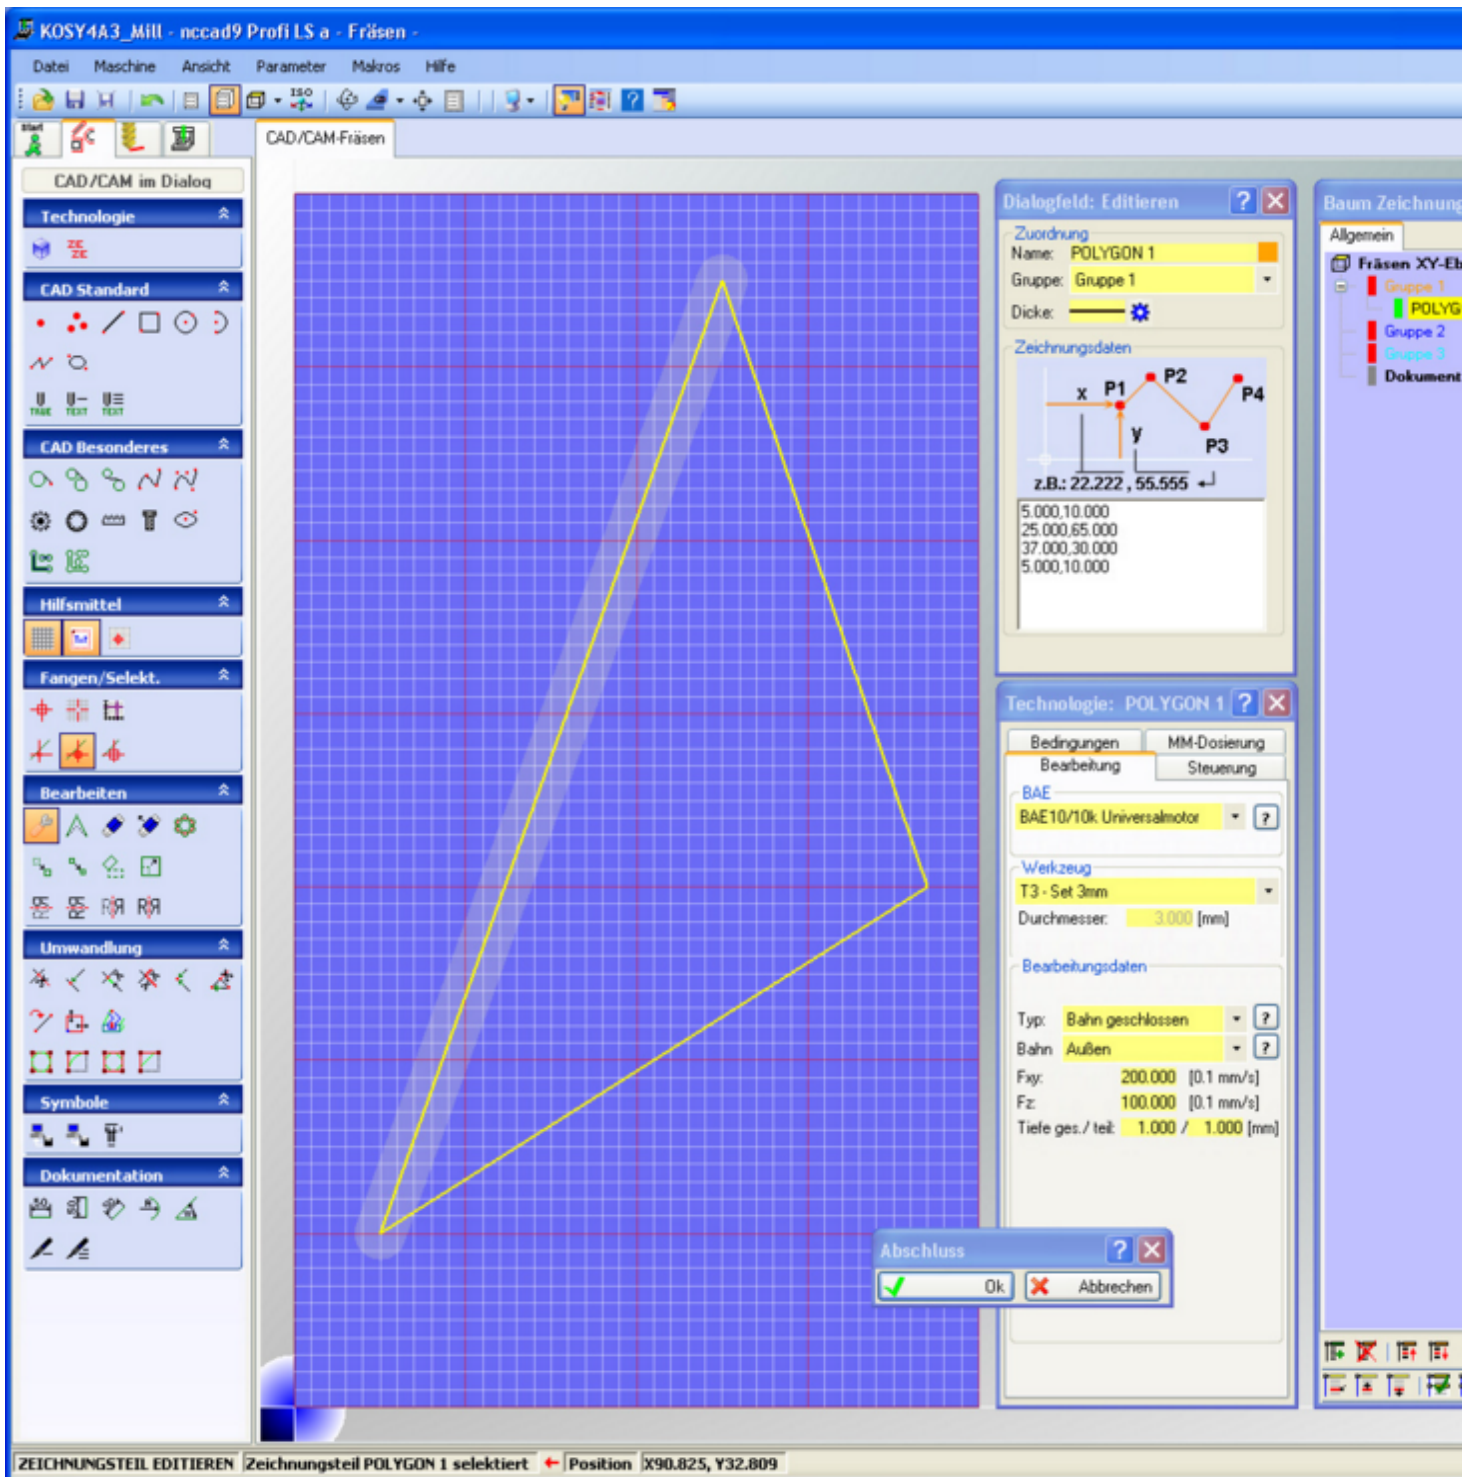 KOSY4A3_Mill - nccad9 Profi LS a - Fräsen -
Datei Maschine Ansicht Parameter Makros Hilfe
ISO
Start
CAD/CAM-Fräsen
CAD/CAM im Dialog
Technologie
ZE
ZE
CAD Standard
TRUE TEXT TEXT
CAD Besonderes
Hilfsmittel
Fangen/Selekt.
Bearbeiten
Umwandlung
Symbole
Dokumentation
Dialogfeld: Editieren
Zuordnung
Name: POLYGON 1
Gruppe: Gruppe 1
Dicke:
Zeichnungsdaten
x P1 P2 P4
y P3
z.B.: 22.222 , 55.555
5.000,10.000
25.000,65.000
37.000,30.000
5.000,10.000
Technologie: POLYGON 1
Bedingungen MM-Dosierung
Bearbeitung Steuerung
BAE
BAE10/10k Universalmotor
Werkzeug
T3 - Set 3mm
Durchmesser: 3.000 [mm]
Bearbeitungsdaten
Typ: Bahn geschlossen
Bahn Außen
Fxy: 200.000 [0.1 mm/s]
Fz: 100.000 [0.1 mm/s]
Tiefe ges./ teil: 1.000 / 1.000 [mm]
Abschluss
Ok Abbrechen
Baum Zeichnung
Allgemein
Fräsen XY-Eb
Gruppe 1
POLYG
Gruppe 2
Gruppe 3
Dokument
ZEICHNUNGSTEIL EDITIEREN Zeichnungsteil POLYGON 1 selektiert Position X90.825, Y32.809